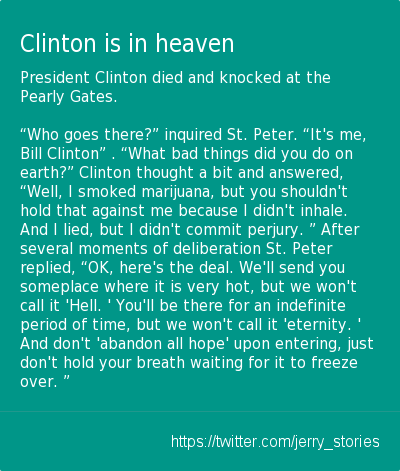 Clinton is in heaven
President Clinton died and knocked at the
Pearly Gates.
“Who goes there?” inquired St. Peter. “It's me,
Bill Clinton” . “What bad things did you do on
earth?” Clinton thought a bit and answered,
“Well, I smoked marijuana, but you shouldn't
hold that against me because I didn't inhale.
And I lied, but I didn't commit perjury. ” After
several moments of deliberation St. Peter
replied, “OK, here's the deal. We'll send you
someplace where it is very hot, but we won't
call it 'Hell. ' You'll be there for an indefinite
period of time, but we won't call it 'eternity. '
And don't 'abandon all hope' upon entering, just
don't hold your breath waiting for it to freeze
over. ”
https://twitter.com/jerry_stories